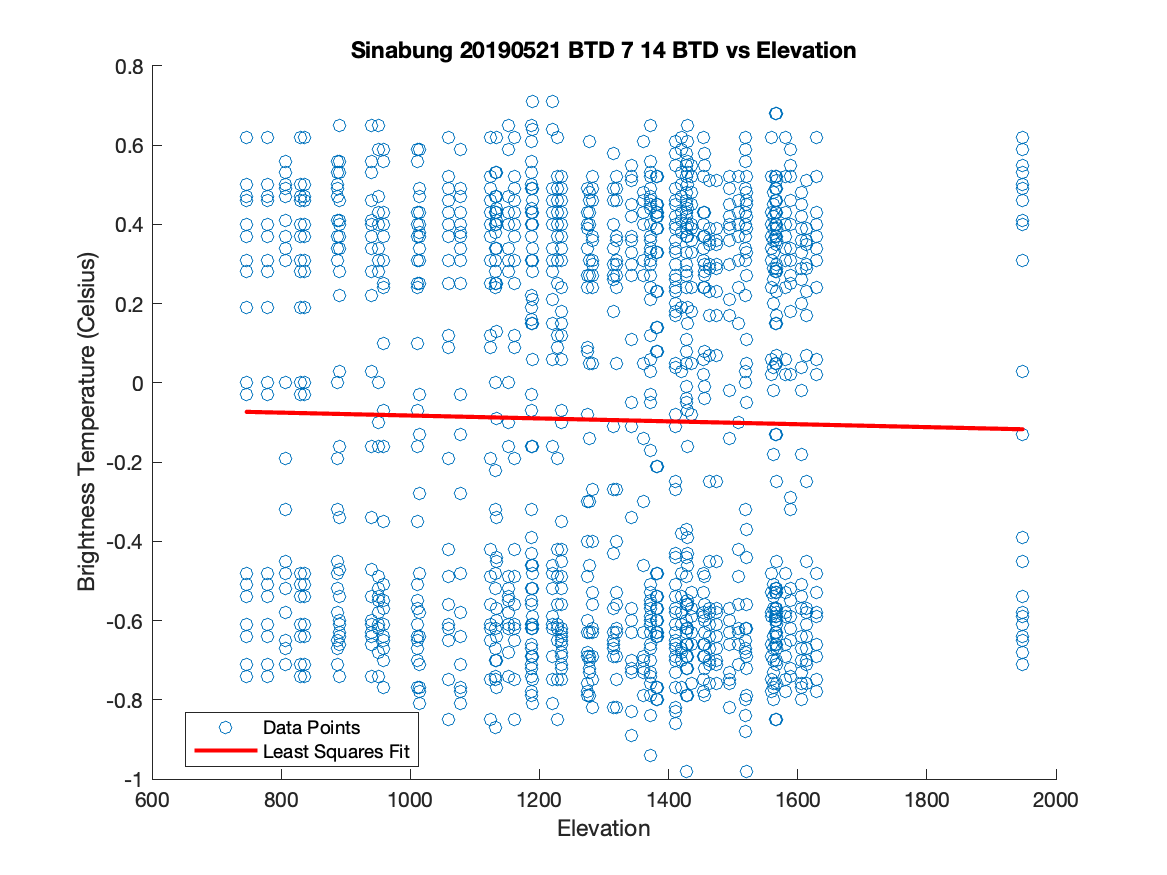 Sinabung 20190521 BTD 7 14 BTD vs Elevation
0.8
0.6
0.4
0.2
0
-0.2
-0.4
-0.6
-0.8
-1
Brightness Temperature (Celsius)
Data Points
Least Squares Fit
600 800 1000 1200 1400 1600 1800 2000
Elevation